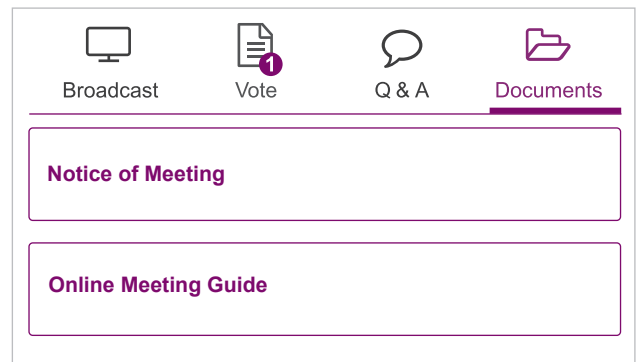 1
Broadcast Vote Q & A Documents
Notice of Meeting
Online Meeting Guide